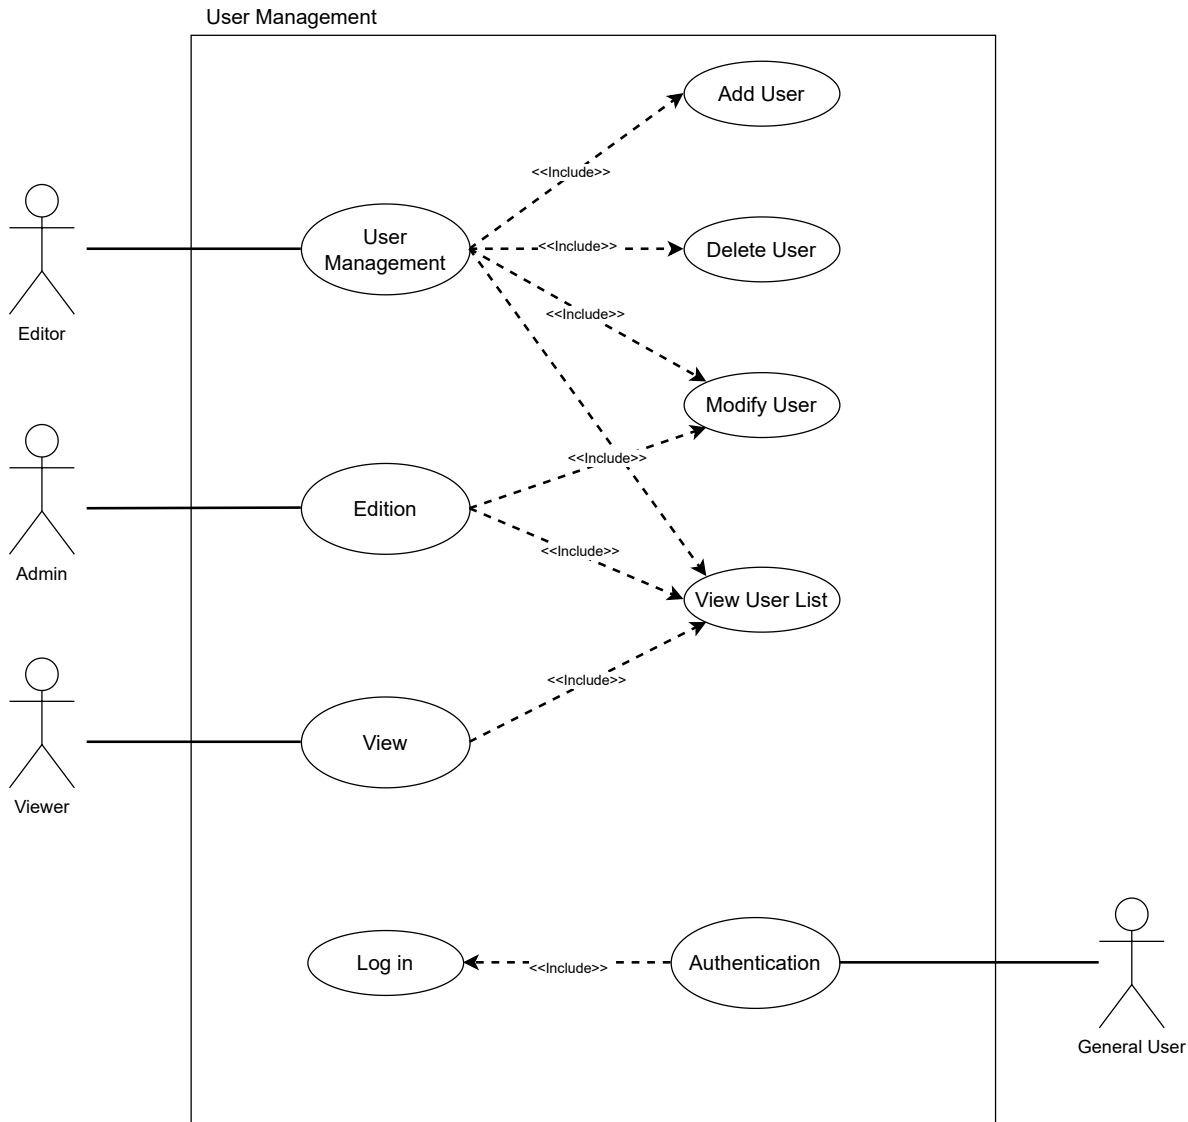 User Management
Add User
<<Include>>
User
Management
<<Include>>
Delete User
Editor
<<Include>>
Modify User
<<Include>>
Edition
Admin
<<Include>>
View User List
<<Include>>
View
Viewer
Log in
<<Include>>
Authentication
General User